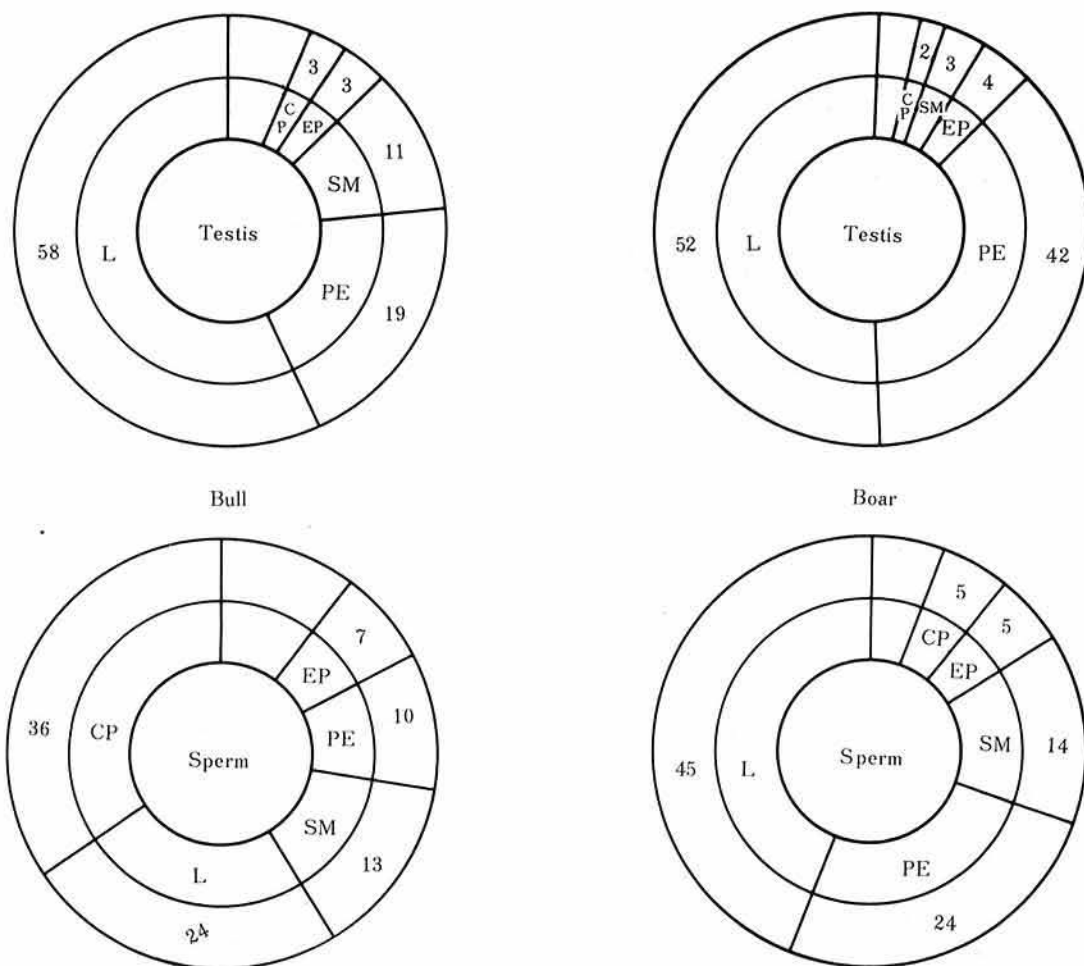 3
3
2
3
4
C
P
EP
C
P
SM
EP
11
SM
58
L
Testis
PE
19
52
L
Testis
PE
42
Bull
Boar
7
EP
5
CP
5
EP
36
CP
Sperm
PE
10
SM
13
L
24
45
L
Sperm
SM
14
PE
24